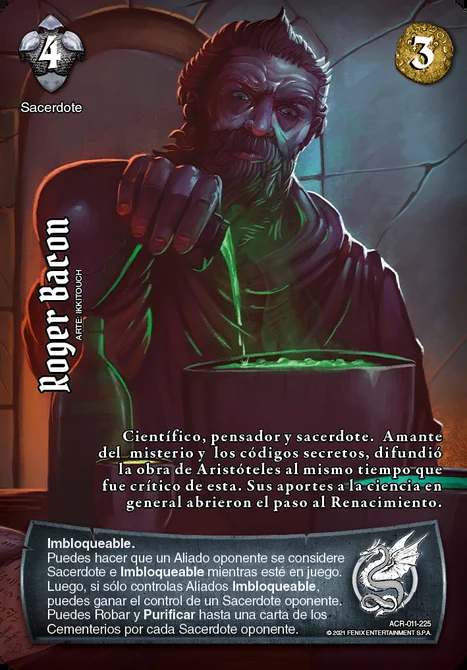 4
3
Sacerdote
Roger Bacon
ARTE: IKKITOUCH
Científico, pensador y sacerdote. Amante
del misterio y los códigos secretos, difundió
la obra de Aristóteles al mismo tiempo que
fue crítico de esta. Sus aportes a la ciencia en
general abrieron el paso al Renacimiento.
Imbloqueable.
Puedes hacer que un Aliado oponente se considere
Sacerdote e Imbloqueable mientras esté en juego.
Luego, si sólo controlas Aliados Imbloqueable,
puedes ganar el control de un Sacerdote oponente.
Puedes Robar y Purificar hasta una carta de los
Cementerios por cada Sacerdote oponente.
ACR-011-225
© 2021 FENIX ENTERTAINMENT S.P.A.